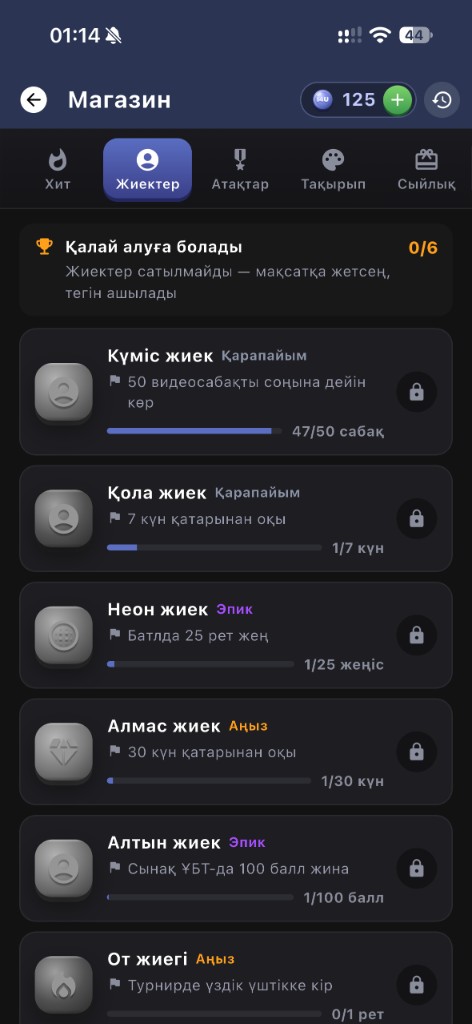 01:14
44
Магазин
125
Хит
Жиектер
Атақтар
Тақырып
Сыйлық
Қалай алуға болады
0/6
Жиектер сатылмайды — мақсатқа жетсең,
тегін ашылады
Күміс жиек Қарапайым
50 видеосабақты соңына дейін
көр
47/50 сабақ
Қола жиек Қарапайым
7 күн қатарынан оқы
1/7 күн
Неон жиек Эпик
Батлда 25 рет жең
1/25 жеңіс
Алмас жиек Аңыз
30 күн қатарынан оқы
1/30 күн
Алтын жиек Эпик
Сынақ ҰБТ-да 100 балл жина
1/100 балл
От жиегі Аңыз
Турнирде үздік үштікке кір
0/1 рет